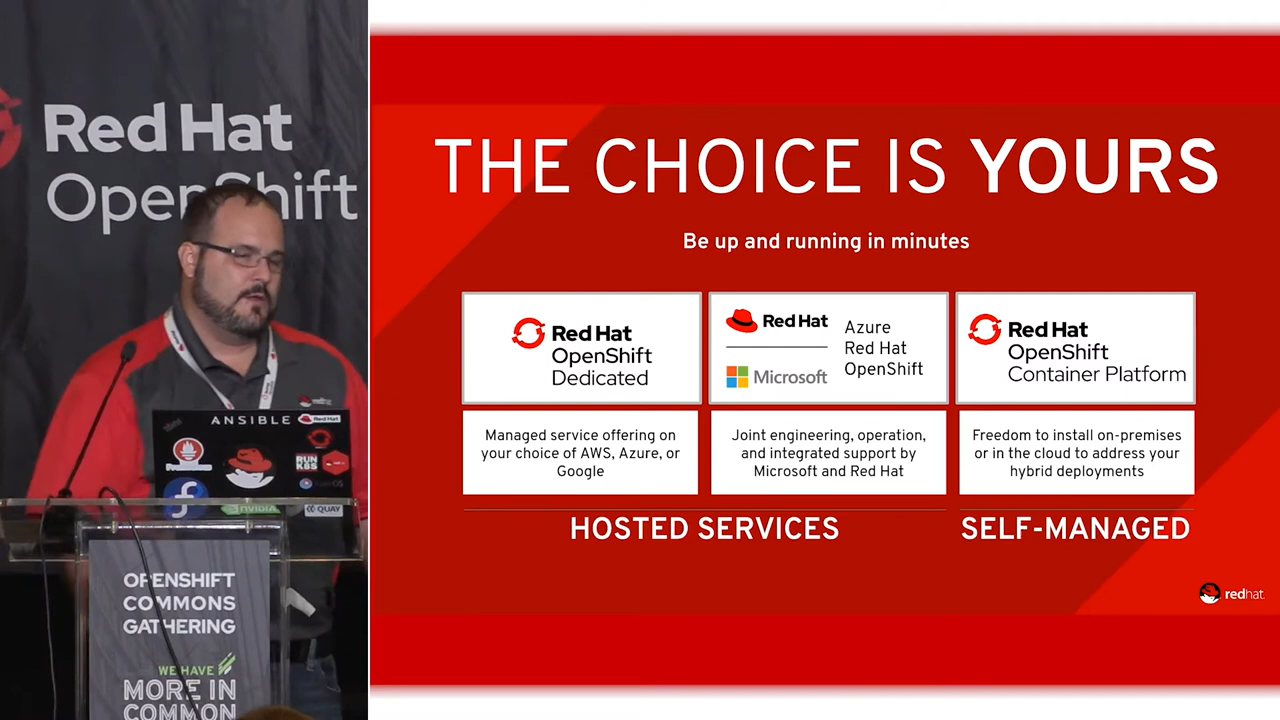 Red Hat
OpenShift
ANSIBLE
Red Hat
RUN
K8S
NVIDIA
QUAY
OPENSHIFT
COMMONS
GATHERING
WE HAVE
MORE IN
COMMON
THE CHOICE IS YOURS
Be up and running in minutes
Red Hat
OpenShift
Dedicated
Managed service offering on
your choice of AWS, Azure, or
Google
Red Hat
Microsoft
Azure
Red Hat
OpenShift
Joint engineering, operation,
and integrated support by
Microsoft and Red Hat
Red Hat
OpenShift
Container Platform
Freedom to install on-premises
or in the cloud to address your
hybrid deployments
HOSTED SERVICES
SELF-MANAGED
redhat.